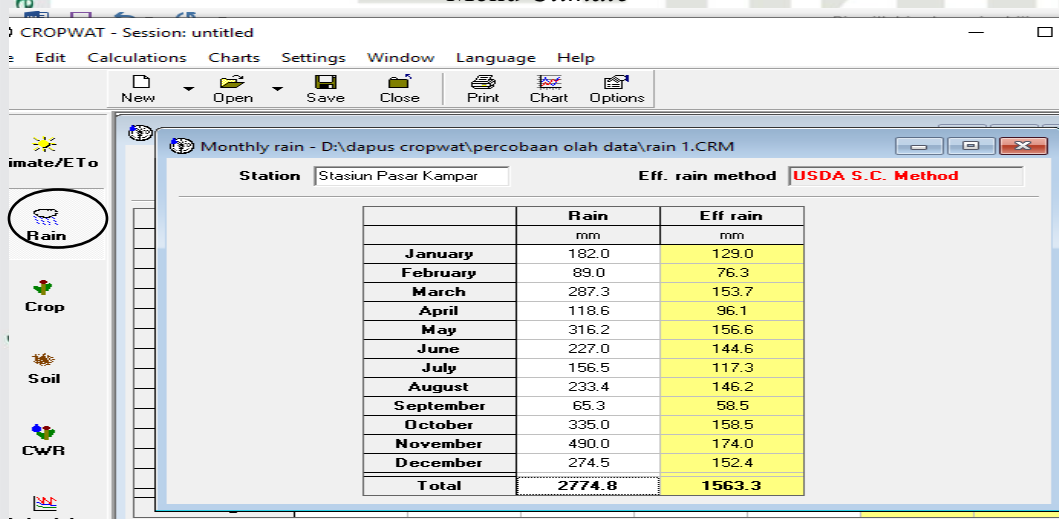 CROPWAT - Session: untitled
Edit Calculations Charts Settings Window Language Help
New Open Save Close Print Chart Options
imate/ETo
Rain
Crop
Soil
CWR
Monthly rain - D:\dapus cropwat\percobaan olah data\rain 1.CRM
Station Stasiun Pasar Kampar Eff. rain method USDA S.C. Method
Rain Eff rain
mm mm
January 182.0 129.0
February 89.0 76.3
March 287.3 153.7
April 118.6 96.1
May 316.2 156.6
June 227.0 144.6
July 156.5 117.3
August 233.4 146.2
September 65.3 58.5
October 335.0 158.5
November 490.0 174.0
December 274.5 152.4
Total 2774.8 1563.3